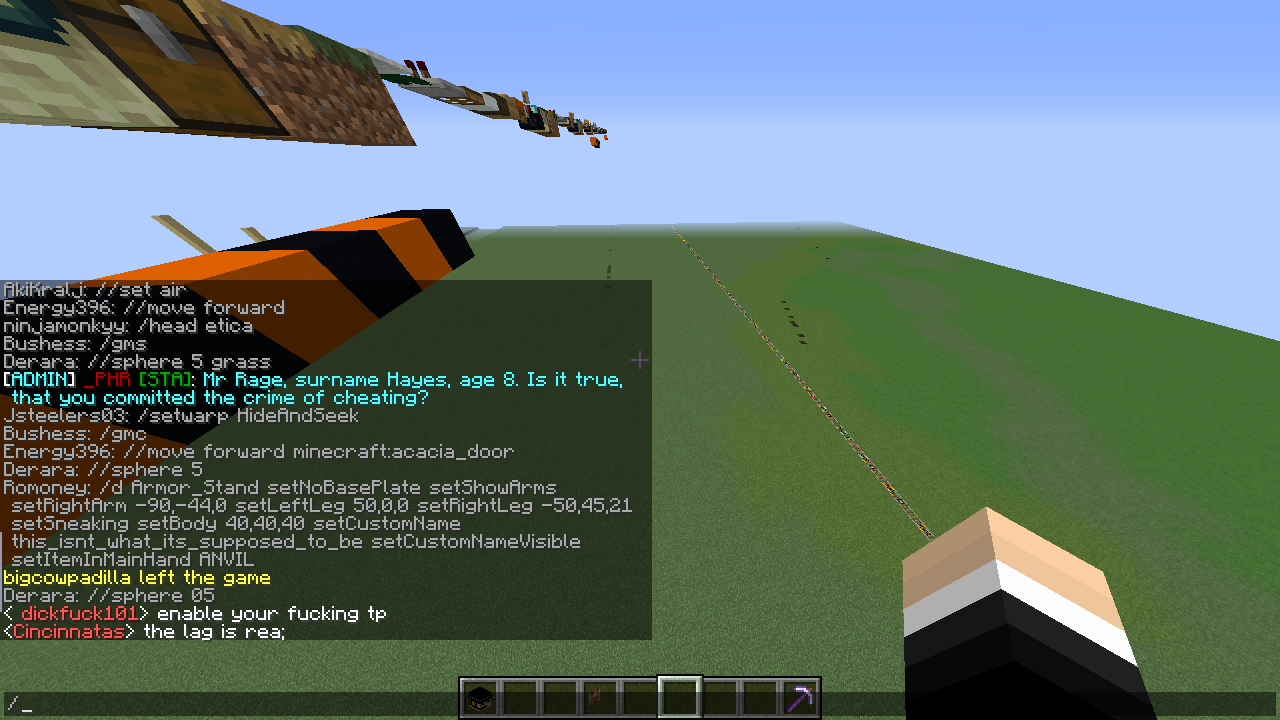 AkiKralj: //set air
Energy396: //move forward
ninjamonkyy: /head etica
Bushess: /gms
Derara: //sphere 5 grass
[ADMIN] _PHR [STA]: Mr Rage, surname Hayes, age 8. Is it true,
that you committed the crime of cheating?
Jsteelers03: /setwarp HideAndSeek
Bushess: /gmc
Energy396: //move forward minecraft:acacia_door
Derara: //sphere 5
Romoney: /d Armor_Stand setNoBasePlate setShowArms
setRightArm -90,-44,0 setLeftLeg 50,0,0 setRightLeg -50,45,21
setSneaking setBody 40,40,40 setCustomName
this_isnt_what_its_supposed_to_be setCustomNameVisible
setItemInMainHand ANVIL
bigcowpadilla left the game
Derara: //sphere 05
< dickfuck101> enable your fucking tp
<Cincinnatas> the lag is rea;
/_